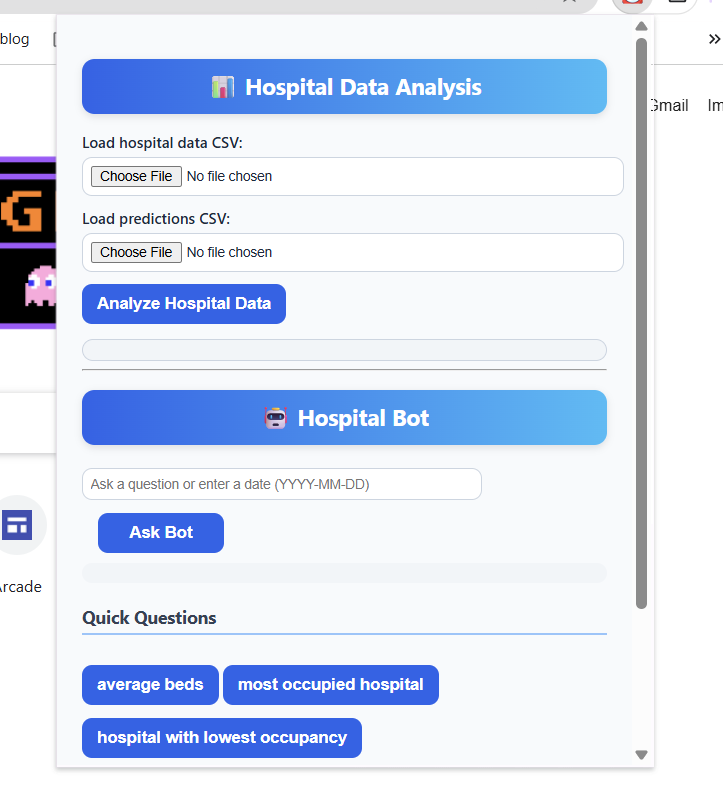 blog
»
Gmail
Hospital Data Analysis
Load hospital data CSV:
Choose File No file chosen
Load predictions CSV:
Choose File No file chosen
G
Analyze Hospital Data
Hospital Bot
Ask a question or enter a date (YYYY-MM-DD)
Ask Bot
Quick Questions
average beds most occupied hospital
hospital with lowest occupancy